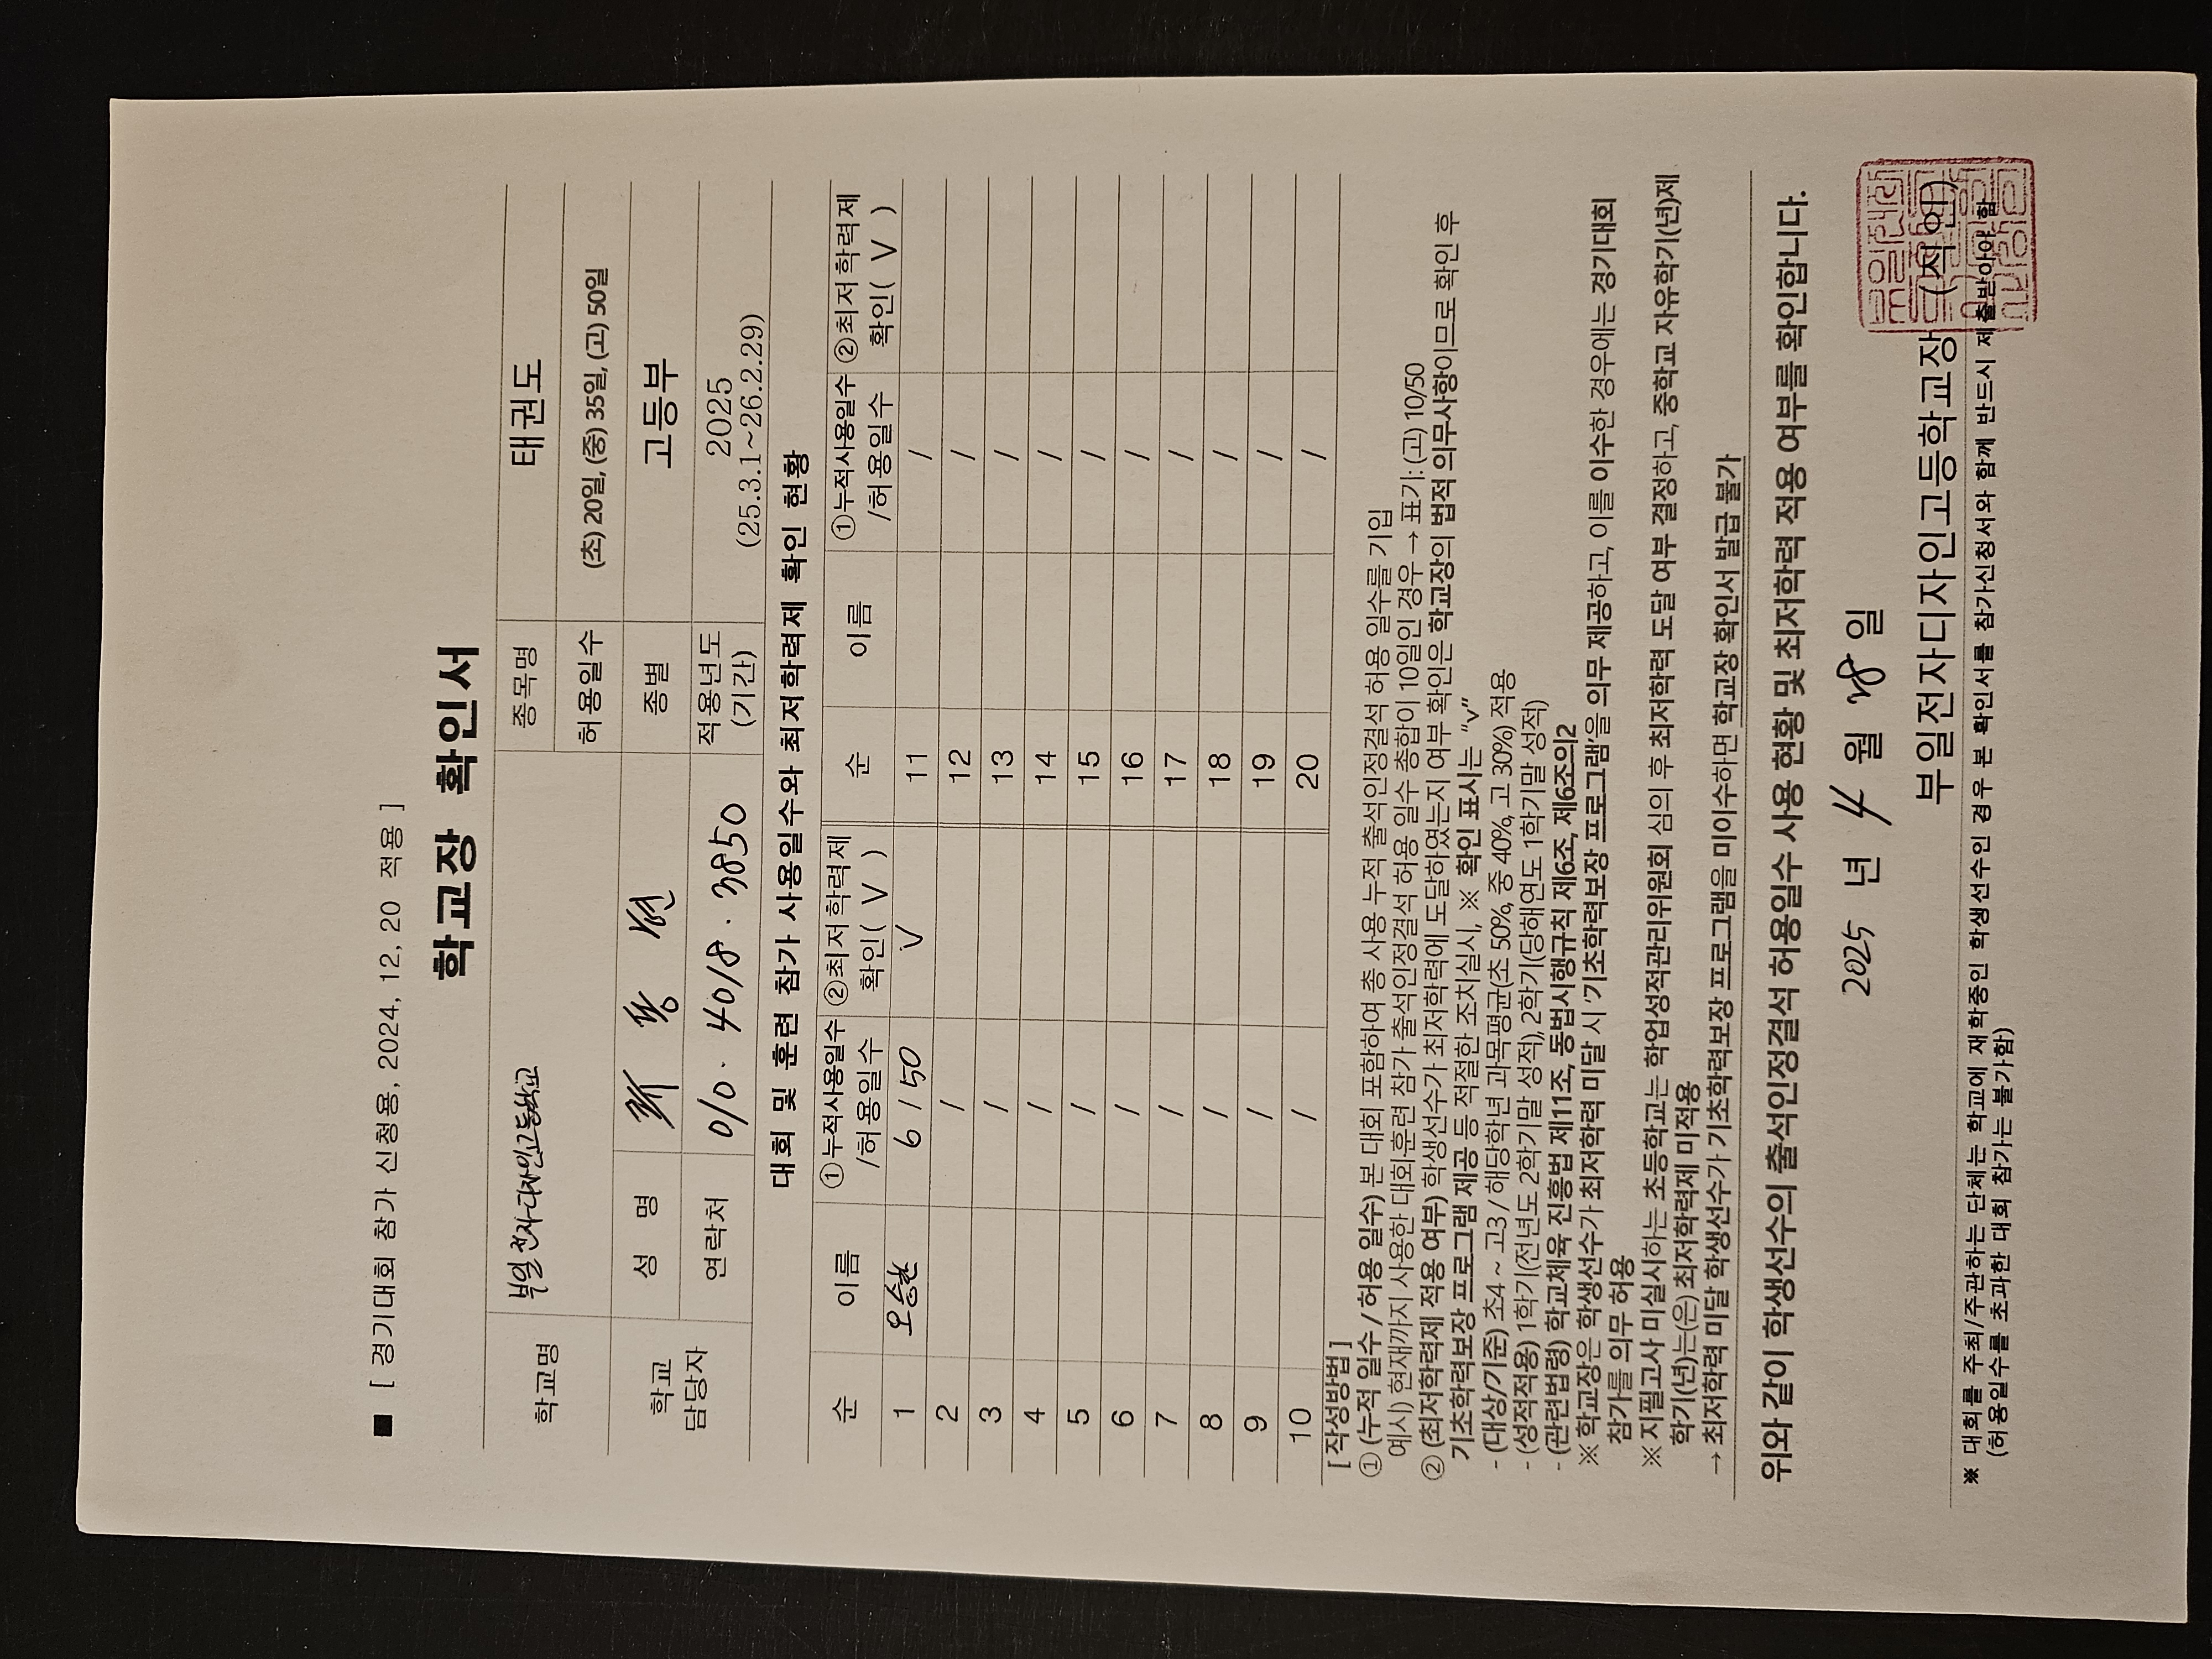 ■ [ 경기대회 참가 신청용, 2024, 12, 20 적용 ]
학교장 확인서
학교명 부일전자디자인고등학교 종목명 태권도
허용일수 (초) 20일, (중) 35일, (고) 50일
학교 담당자 성 명 종별 고등부
연락처 010. 4018. 3850 적용년도 (기간) 2025 (25.3.1~26.2.29)
대회 및 훈련 참가 사용일수와 최저학력제 확인 현황
순 이름 ①누적사용일수 /허용일수 ②최저학력제 확인( V ) 순 이름 ①누적사용일수 /허용일수 ②최저학력제 확인( V )
1 6 / 50 V 11 /
2 / 12 /
3 / 13 /
4 / 14 /
5 / 15 /
6 / 16 /
7 / 17 /
8 / 18 /
9 / 19 /
10 / 20 /
[ 작성방법 ]
① (누적 일수 / 허용 일수) 본 대회 포함하여 총 사용 누적 출석인정결석 허용 일수를 기입
예시) 현재까지 사용한 대회.훈련 참가 출석인정결석 허용 일수 총합이 10일인 경우 → 표기: (고) 10/50
② (최저학력제 적용 여부) 학생선수가 최저학력에 도달하였는지 여부 확인은 학교장의 법적 의무사항이므로 확인 후
기초학력보장 프로그램 제공 등 적절한 조치실시, ※ 확인 표시는 "v"
- (대상/기준) 초4 ~ 고3 / 해당학년 과목평균(초 50%, 중 40%, 고 30%) 적용
- (성적적용) 1학기(전년도 2학기말 성적), 2학기(당해연도 1학기말 성적)
- (관련법령) 학교체육 진흥법 제11조, 동법시행규칙 제6조, 제6조의2
※ 학교장은 학생선수가 최저학력 미달 시 '기초학력보장 프로그램'을 의무 제공하고, 이를 이수한 경우에는 경기대회
참가를 의무 허용
※ 지필고사 미실시하는 초등학교는 학업성적관리위원회 심의 후 최저학력 도달 여부 결정하고, 중학교 자유학기(년)제
학기(년)는(은) 최저학력제 미적용
→ 최저학력 미달 학생선수가 기초학력보장 프로그램을 미이수하면 학교장 확인서 발급 불가
위와 같이 학생선수의 출석인정결석 허용일수 사용 현황 및 최저학력 적용 여부를 확인합니다.
2025 년 4 월 28 일
부일전자디자인고등학교장 (직인)
※ 대회를 주최/주관하는 단체는 학교에 재학중인 학생선수인 경우 본 확인서를 참가신청서와 함께 반드시 제출받아야 함
(허용일수를 초과한 대회 참가는 불가함)